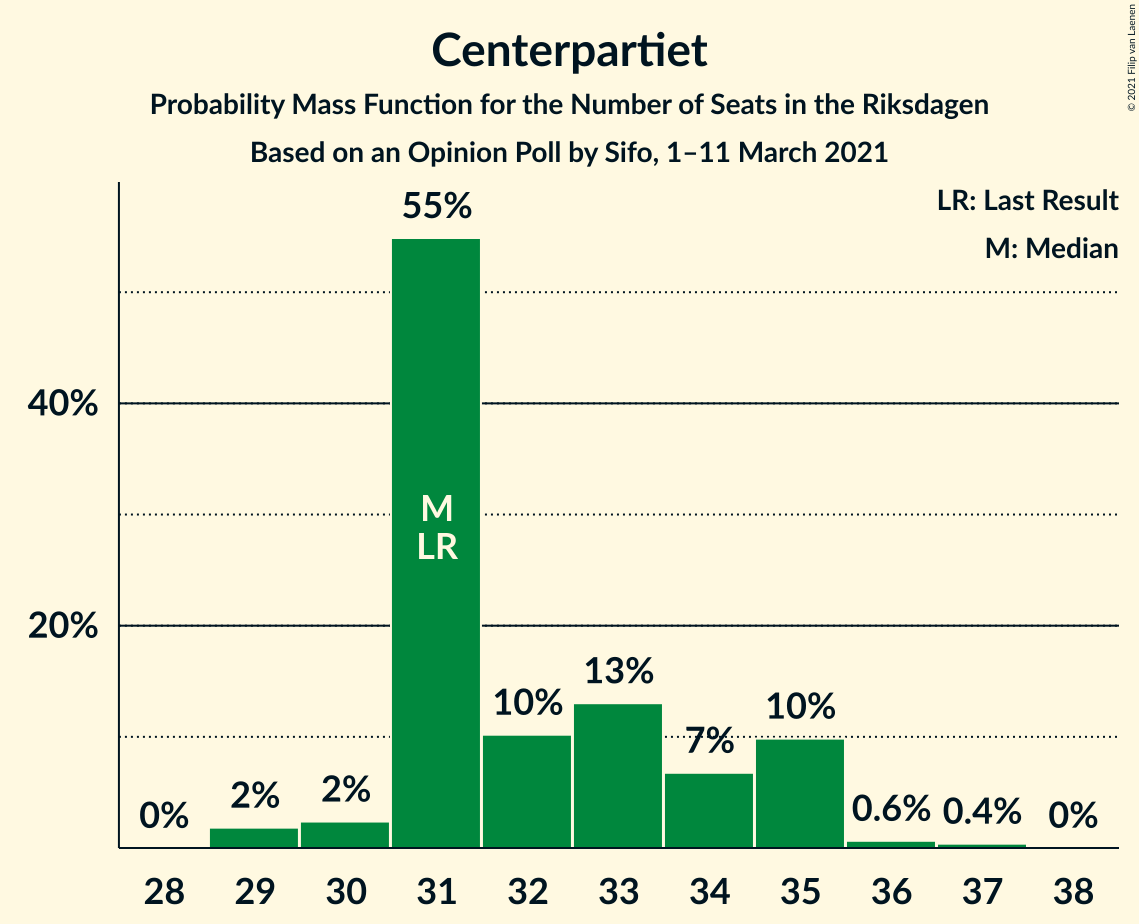 Centerpartiet
Probability Mass Function for the Number of Seats in the Riksdagen
Based on an Opinion Poll by Sifo, 1–11 March 2021
© 2021 Filip van Laenen
LR: Last Result
M: Median
55%
40%
M
LR
20%
0%
2%
2%
10%
13%
7%
10%
0.6%
0.4%
0%
28 29 30 31 32 33 34 35 36 37 38